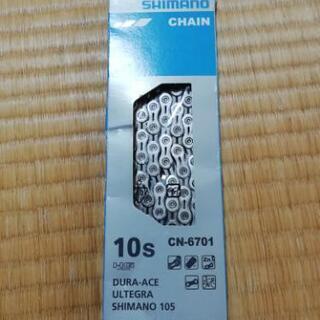 SHIMANO
CHAIN
10s
CN-6701
DURA-ACE
ULTEGRA
SHIMANO 105